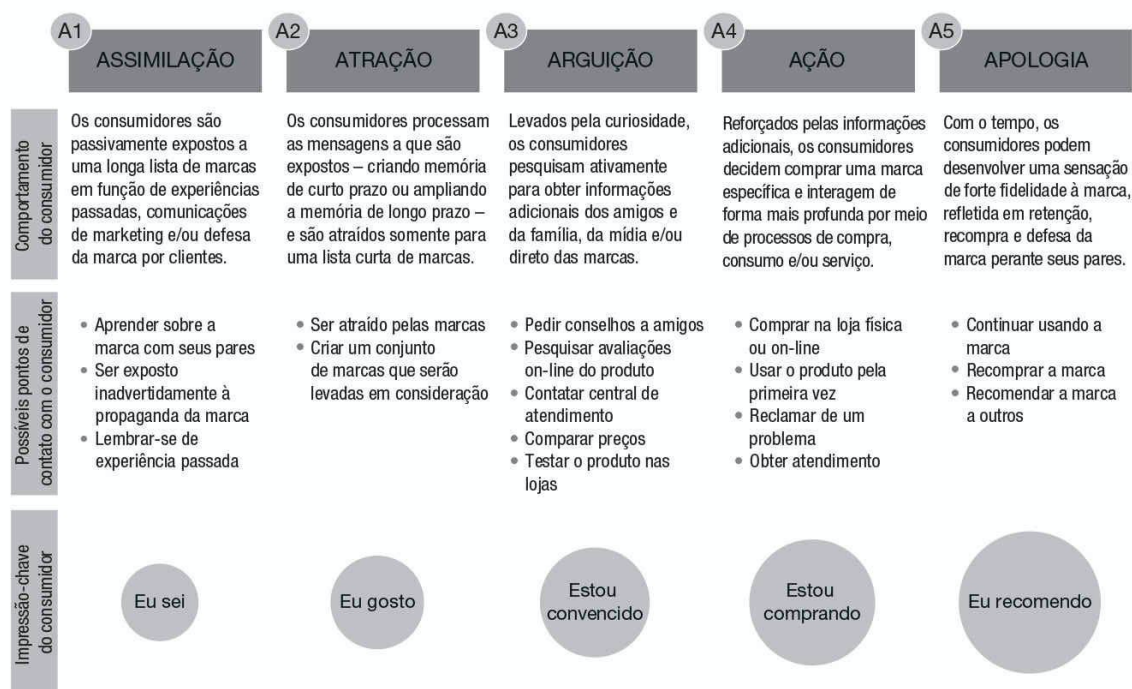 A1
ASSIMILAÇÃO
A2
ATRAÇÃO
A3
ARGUIÇÃO
A4
AÇÃO
A5
APOLOGIA
Comportamento
do consumidor
Os consumidores são
passivamente expostos a
uma longa lista de marcas
em função de experiências
passadas, comunicações
de marketing e/ou defesa
da marca por clientes.
Os consumidores processam
as mensagens a que são
expostos – criando memória
de curto prazo ou ampliando
a memória de longo prazo –
e são atraídos somente para
uma lista curta de marcas.
Levados pela curiosidade,
os consumidores
pesquisam ativamente
para obter informações
adicionais dos amigos e
da família, da mídia e/ou
direto das marcas.
Reforçados pelas informações
adicionais, os consumidores
decidem comprar uma marca
específica e interagem de
forma mais profunda por meio
de processos de compra,
consumo e/ou serviço.
Com o tempo, os
consumidores podem
desenvolver uma sensação
de forte fidelidade à marca,
refletida em retenção,
recompra e defesa da
marca perante seus pares.
Possíveis pontos de
contato com o consumidor
• Aprender sobre a
marca com seus pares
• Ser exposto
inadvertidamente à
propaganda da marca
• Lembrar-se de
experiência passada
• Ser atraído pelas marcas
• Criar um conjunto
de marcas que serão
levadas em consideração
• Pedir conselhos a amigos
• Pesquisar avaliações
on-line do produto
• Contatar central de
atendimento
• Comparar preços
• Testar o produto nas
lojas
• Comprar na loja física
ou on-line
• Usar o produto pela
primeira vez
• Reclamar de um
problema
• Obter atendimento
• Continuar usando a
marca
• Recomprar a marca
• Recomendar a marca
a outros
Impressão-chave
do consumidor
Eu sei
Eu gosto
Estou
convencido
Estou
comprando
Eu recomendo